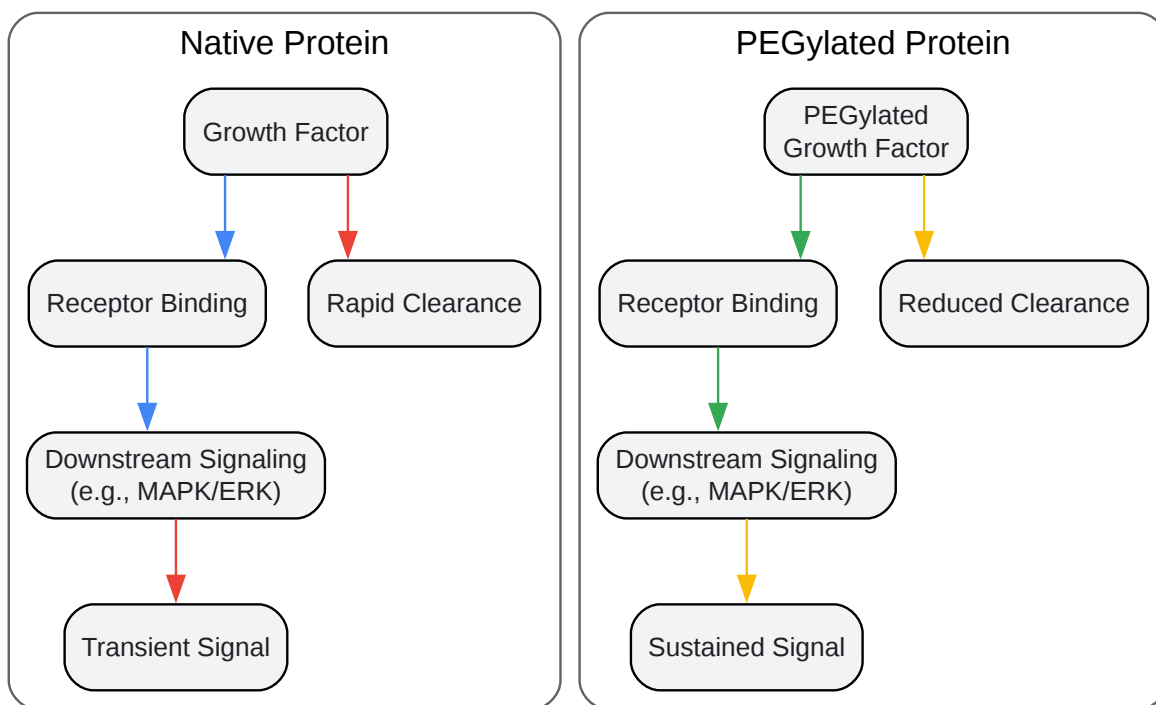 Native Protein
Growth Factor
Receptor Binding
Rapid Clearance
Downstream Signaling
(e.g., MAPK/ERK)
Transient Signal
PEGylated Protein
PEGylated
Growth Factor
Receptor Binding
Reduced Clearance
Downstream Signaling
(e.g., MAPK/ERK)
Sustained Signal